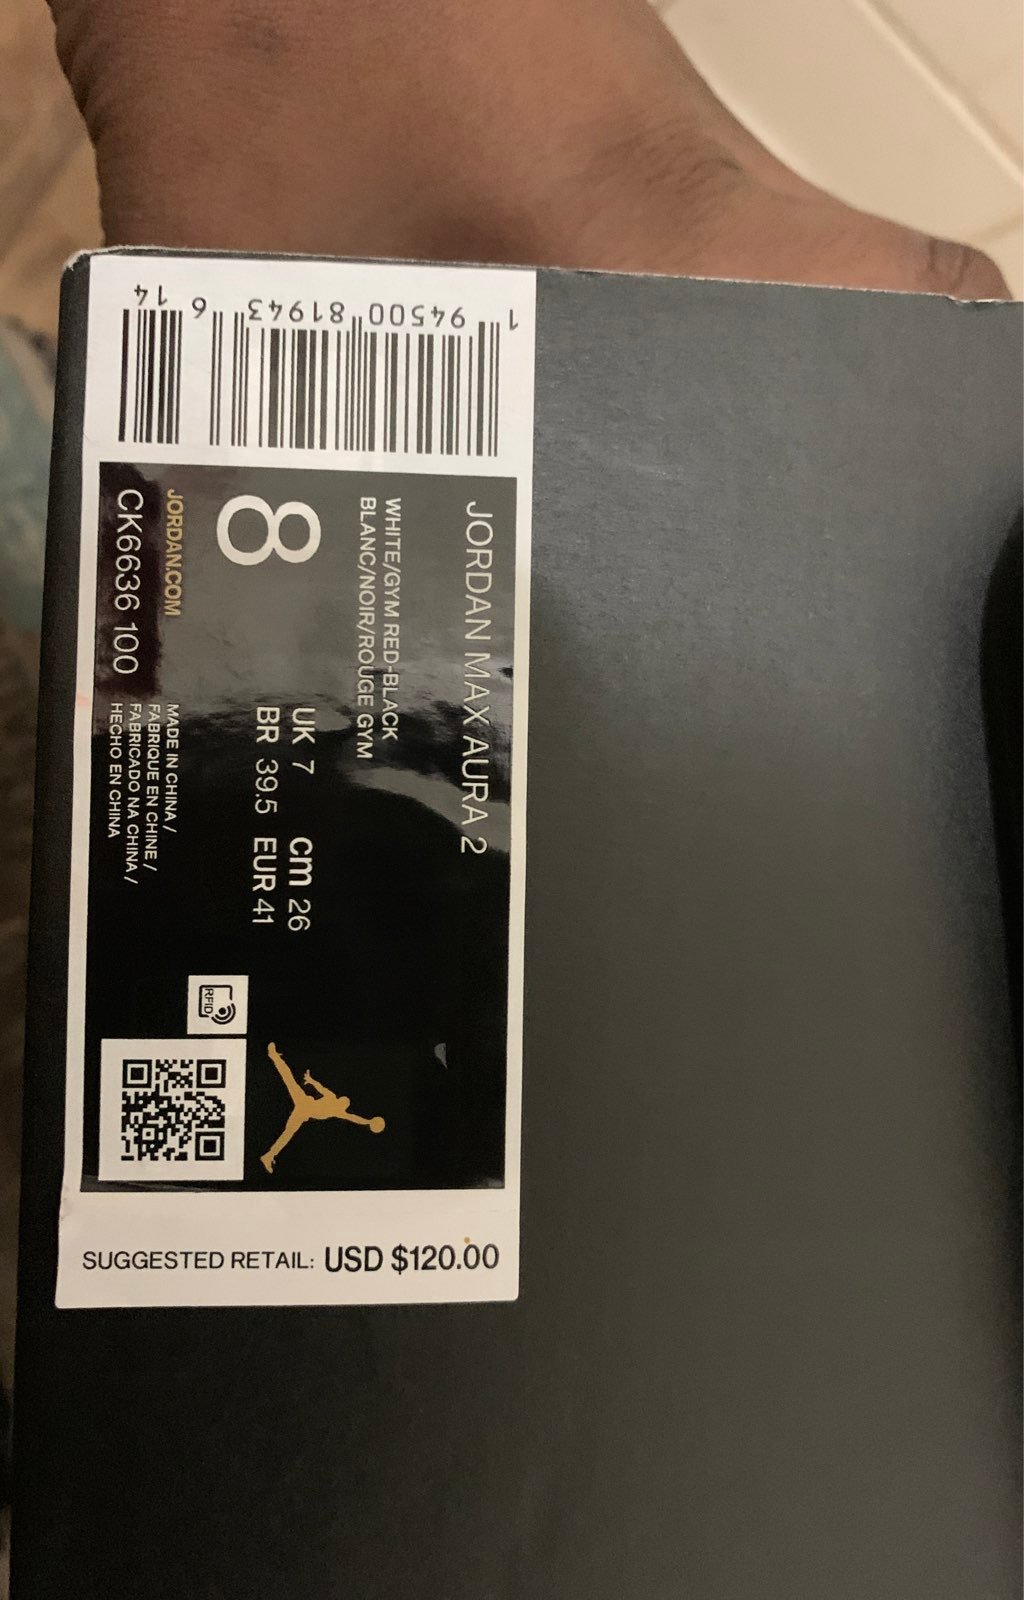 JORDAN MAX AURA 2
WHITE/GYM RED-BLACK
BLANC/NOIR/ROUGE GYM
8
UK 7 cm 26
BR 39.5 EUR 41
JORDAN.COM
CK6636 100
MADE IN CHINA /
FABRIQUE EN CHINE /
FABRICADO NA CHINA /
HECHO EN CHINA
RFID
1 94500 81943 6 14
SUGGESTED RETAIL: USD $120.00